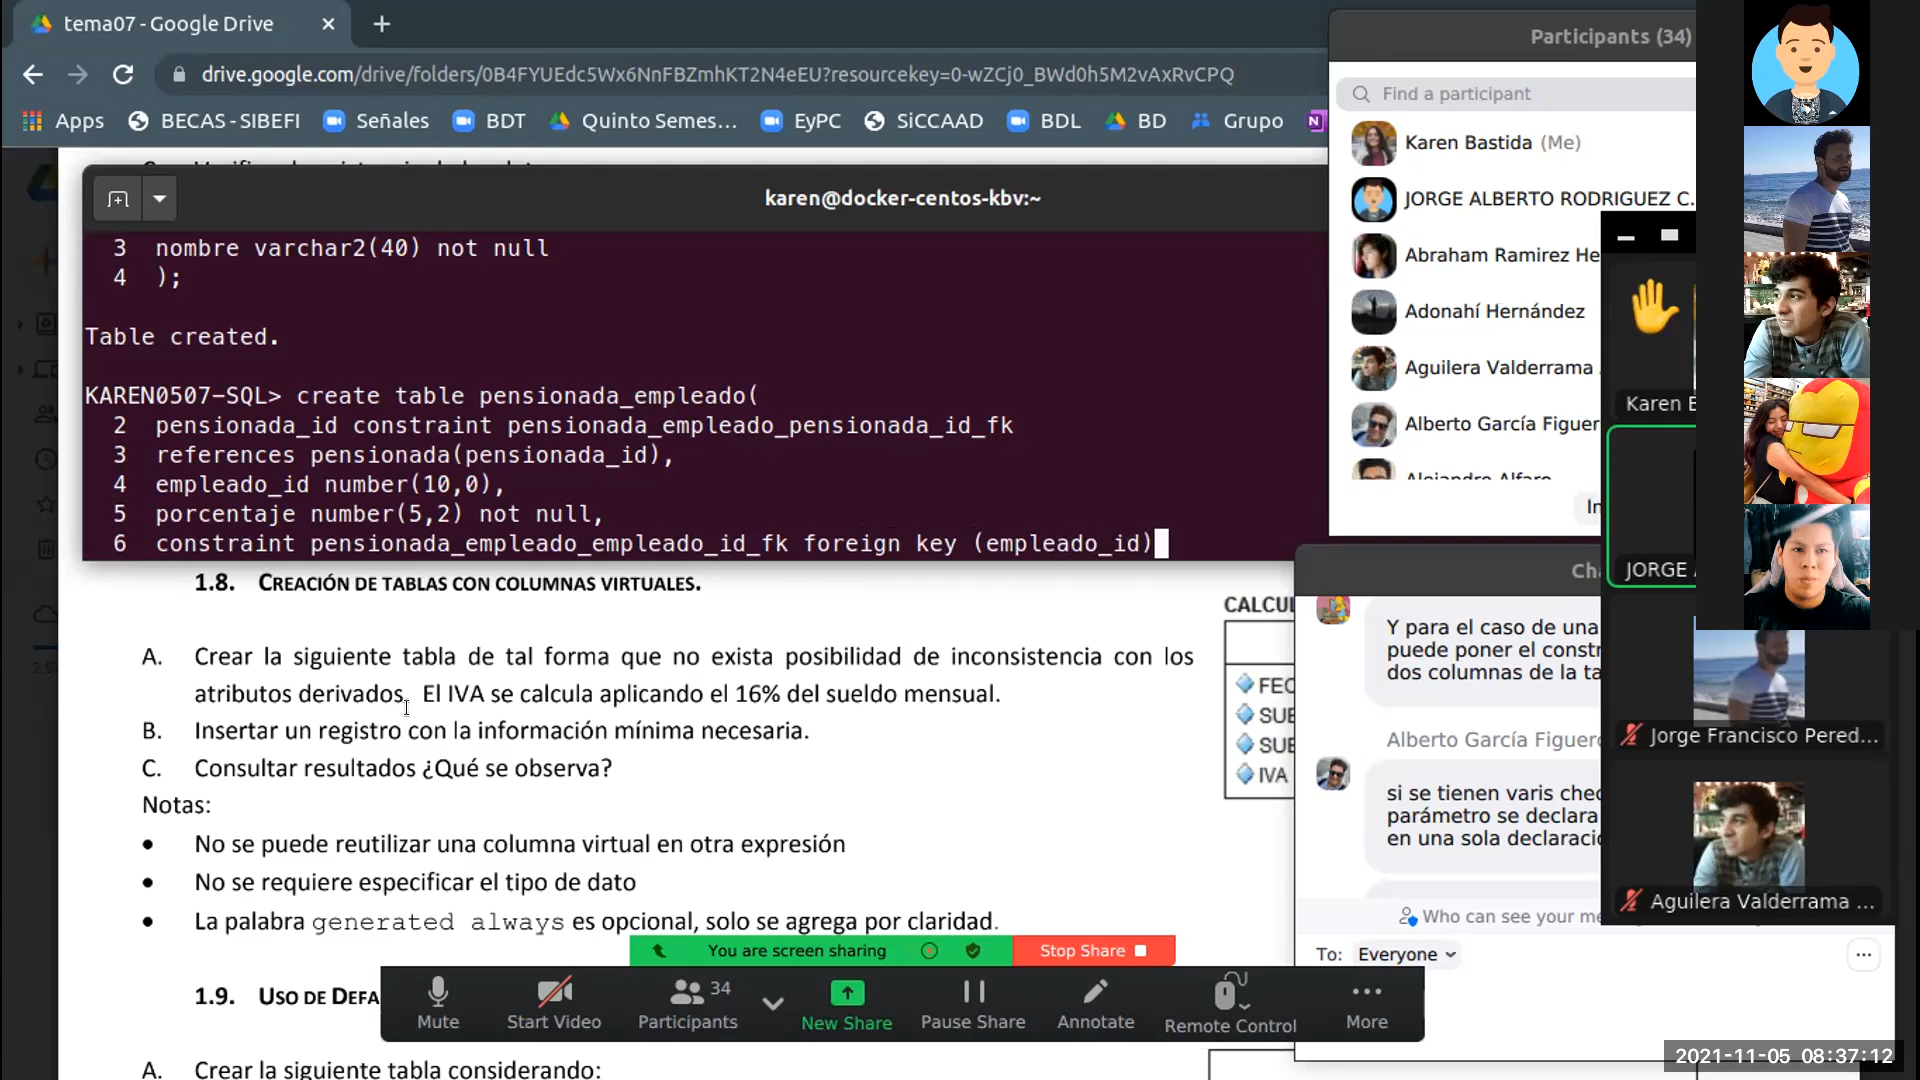 tema07 - Google Drive
drive.google.com/drive/folders/0B4FYUEdc5Wx6NnFBZmhKT2N4eEU?resourcekey=0-wZCj0_BWd0h5M2vAxRvCPQ
Apps
BECAS - SIBEFI
Señales
BDT
Quinto Semes...
EyPC
SiCCAAD
BDL
BD
Grupo
karen@docker-centos-kbv:~
3 nombre varchar2(40) not null
4 );
Table created.
KAREN0507-SQL> create table pensionada_empleado(
2 pensionada_id constraint pensionada_empleado_pensionada_id_fk
3 references pensionada(pensionada_id),
4 empleado_id number(10,0),
5 porcentaje number(5,2) not null,
6 constraint pensionada_empleado_empleado_id_fk foreign key (empleado_id)
1.8. CREACIÓN DE TABLAS CON COLUMNAS VIRTUALES.
A. Crear la siguiente tabla de tal forma que no exista posibilidad de inconsistencia con los
atributos derivados. El IVA se calcula aplicando el 16% del sueldo mensual.
B. Insertar un registro con la información mínima necesaria.
C. Consultar resultados ¿Qué se observa?
Notas:
• No se puede reutilizar una columna virtual en otra expresión
• No se requiere especificar el tipo de dato
• La palabra generated always es opcional, solo se agrega por claridad.
1.9. USO DE DEFA
A. Crear la siguiente tabla considerando:
CALCUL
FEC
SUE
SUE
IVA
You are screen sharing
Stop Share
Mute
Start Video
Participants
34
New Share
Pause Share
Annotate
Remote Control
More
Participants (34)
Find a participant
Karen Bastida (Me)
JORGE ALBERTO RODRIGUEZ C.
Abraham Ramirez He
Adonahí Hernández
Aguilera Valderrama
Alberto García Figuer
Alejandro Alfaro
In
Cha
Y para el caso de una
puede poner el constr
dos columnas de la ta
Alberto García Figuero
si se tienen varis chec
parámetro se declara
en una sola declaració
Who can see your me
To: Everyone
Karen B
JORGE A
Jorge Francisco Pered...
Aguilera Valderrama ...
2021-11-05 08:37:12